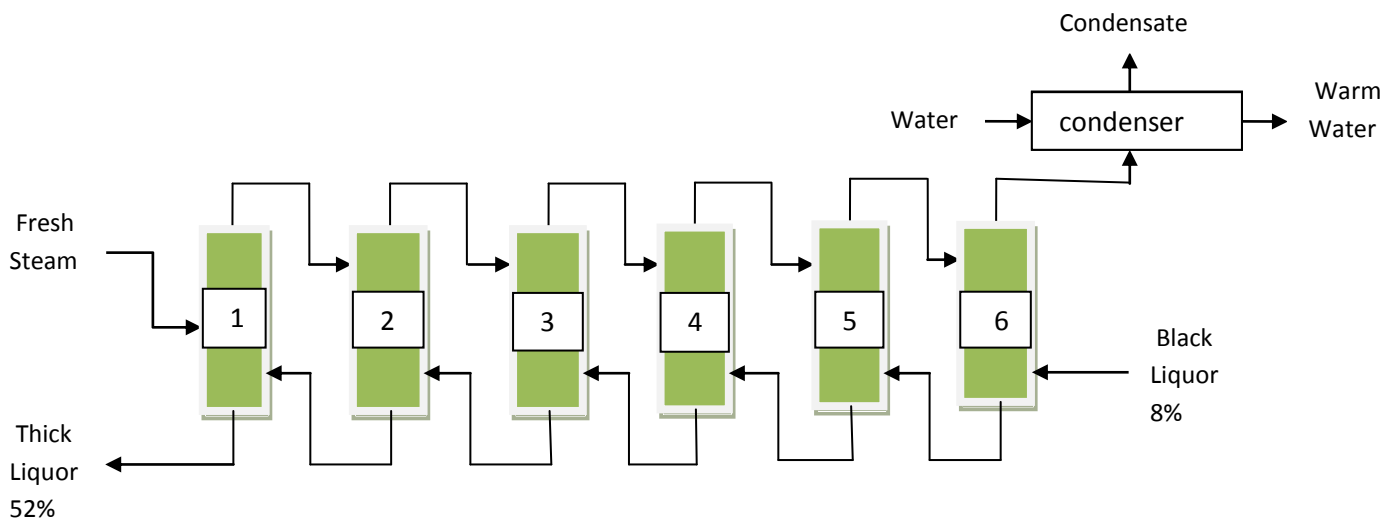 Condensate
Water
condenser
Warm
Water
Fresh
Steam
1
2
3
4
5
6
Black
Liquor
8%
Thick
Liquor
52%